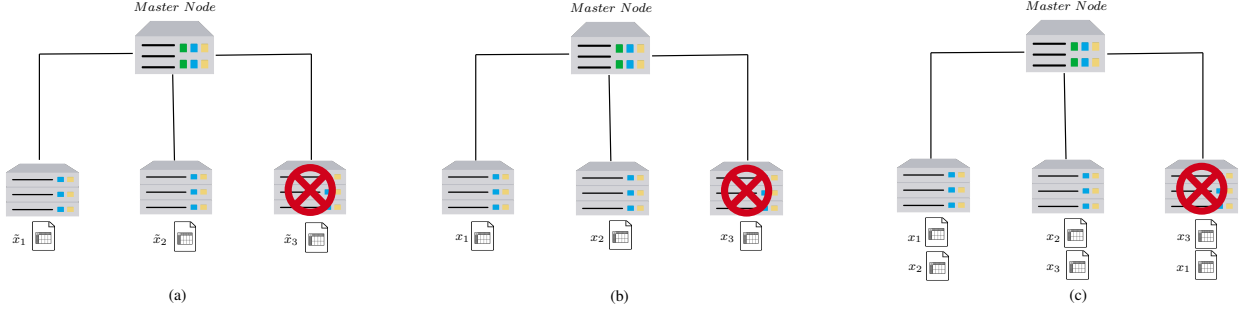 Master Node
x̃₁
x̃₂
x̃₃
(a)
Master Node
x₁
x₂
x₃
(b)
Master Node
x₁
x₂
x₃
x₂
x₃
x₁
(c)